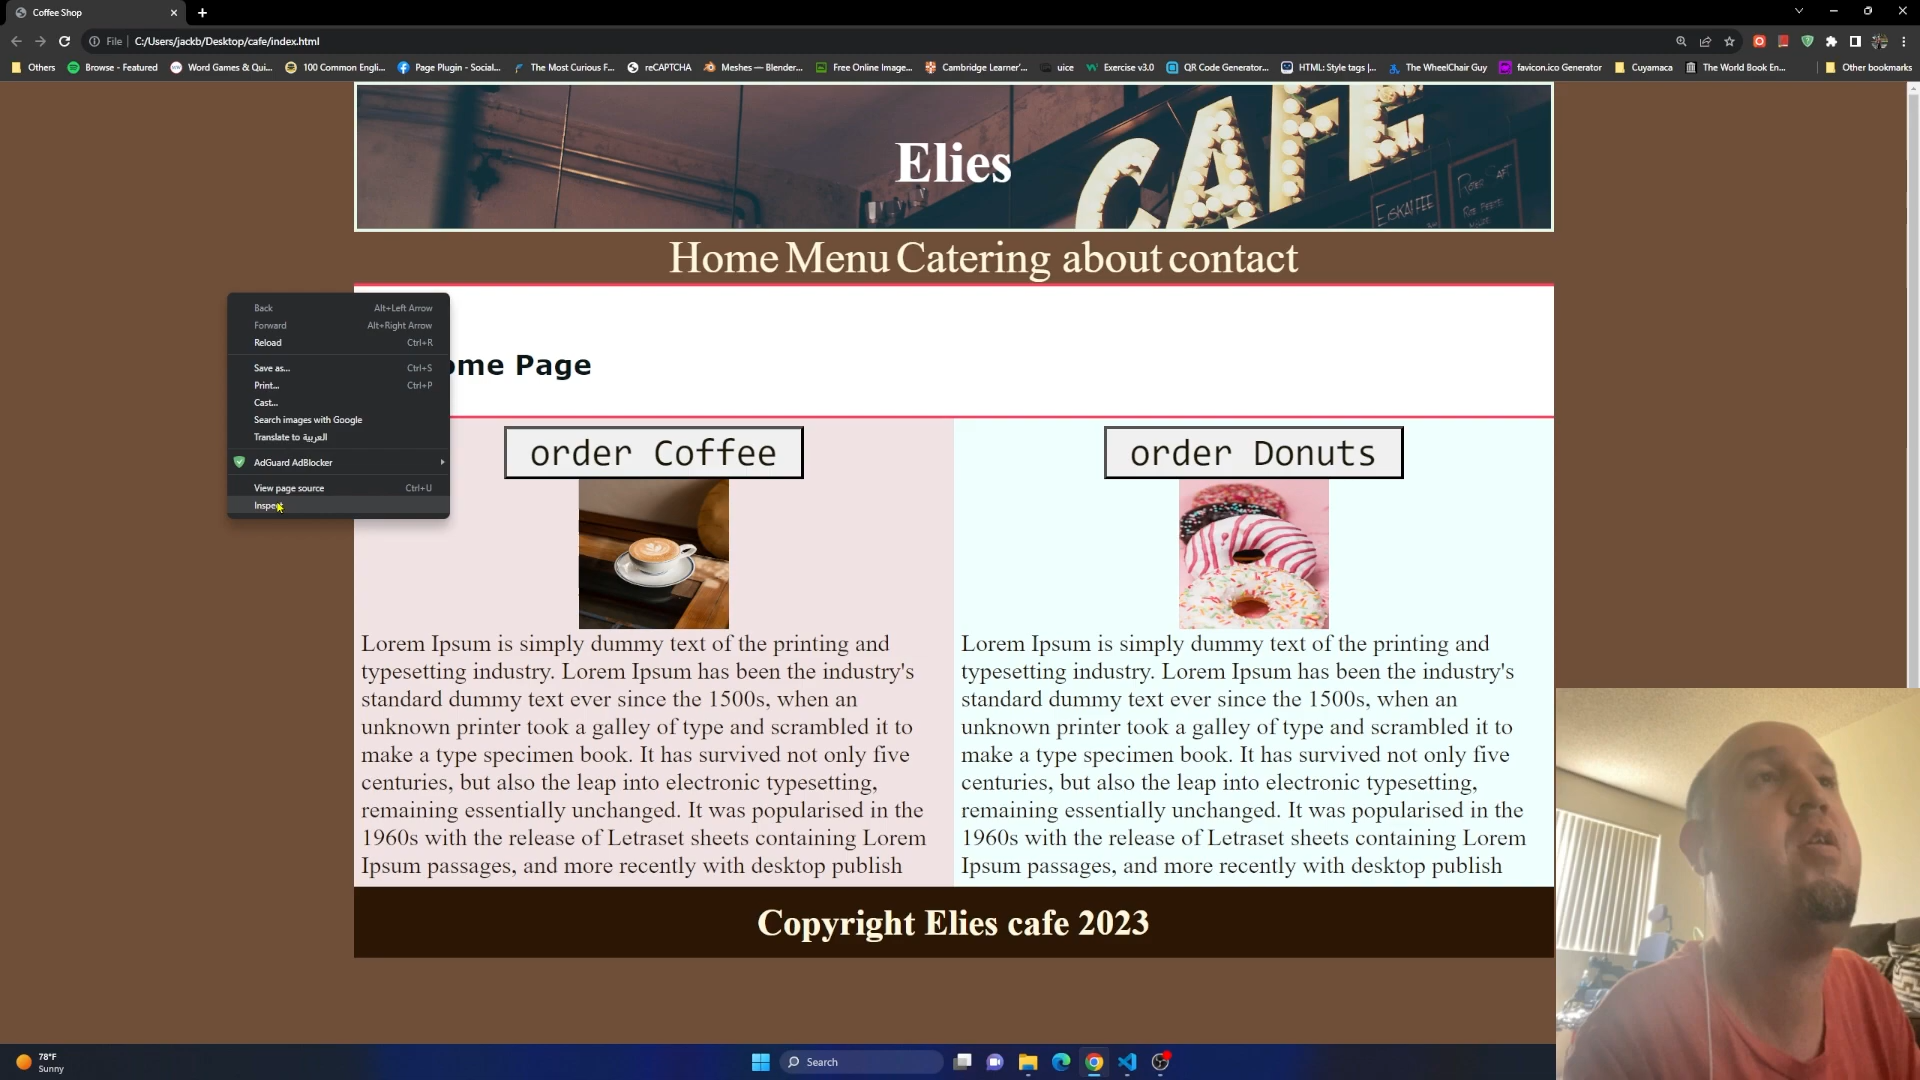 Coffee Shop
File C:/Users/jackb/Desktop/cafe/index.html
Others Browse - Featured Word Games & Qui... 100 Common Engli... Page Plugin - Social... The Most Curious F... reCAPTCHA Meshes — Blender... Free Online Image... Cambridge Learner'... uice Exercise v3.0 QR Code Generator... HTML: Style tags |... The WheelChair Guy favicon.ico Generator Cuyamaca The World Book En... Other bookmarks
Elies
CAFE
EISKAFFEE
Home Menu Catering about contact
Back Alt+Left Arrow
Forward Alt+Right Arrow
Reload Ctrl+R
Save as... Ctrl+S
Print... Ctrl+P
Cast...
Search images with Google
Translate to العربية
AdGuard AdBlocker
View page source Ctrl+U
Inspect
ome Page
order Coffee
Lorem Ipsum is simply dummy text of the printing and
typesetting industry. Lorem Ipsum has been the industry's
standard dummy text ever since the 1500s, when an
unknown printer took a galley of type and scrambled it to
make a type specimen book. It has survived not only five
centuries, but also the leap into electronic typesetting,
remaining essentially unchanged. It was popularised in the
1960s with the release of Letraset sheets containing Lorem
Ipsum passages, and more recently with desktop publish
order Donuts
Lorem Ipsum is simply dummy text of the printing and
typesetting industry. Lorem Ipsum has been the industry's
standard dummy text ever since the 1500s, when an
unknown printer took a galley of type and scrambled it to
make a type specimen book. It has survived not only five
centuries, but also the leap into electronic typesetting,
remaining essentially unchanged. It was popularised in the
1960s with the release of Letraset sheets containing Lorem
Ipsum passages, and more recently with desktop publish
Copyright Elies cafe 2023
78°F
Sunny
Search